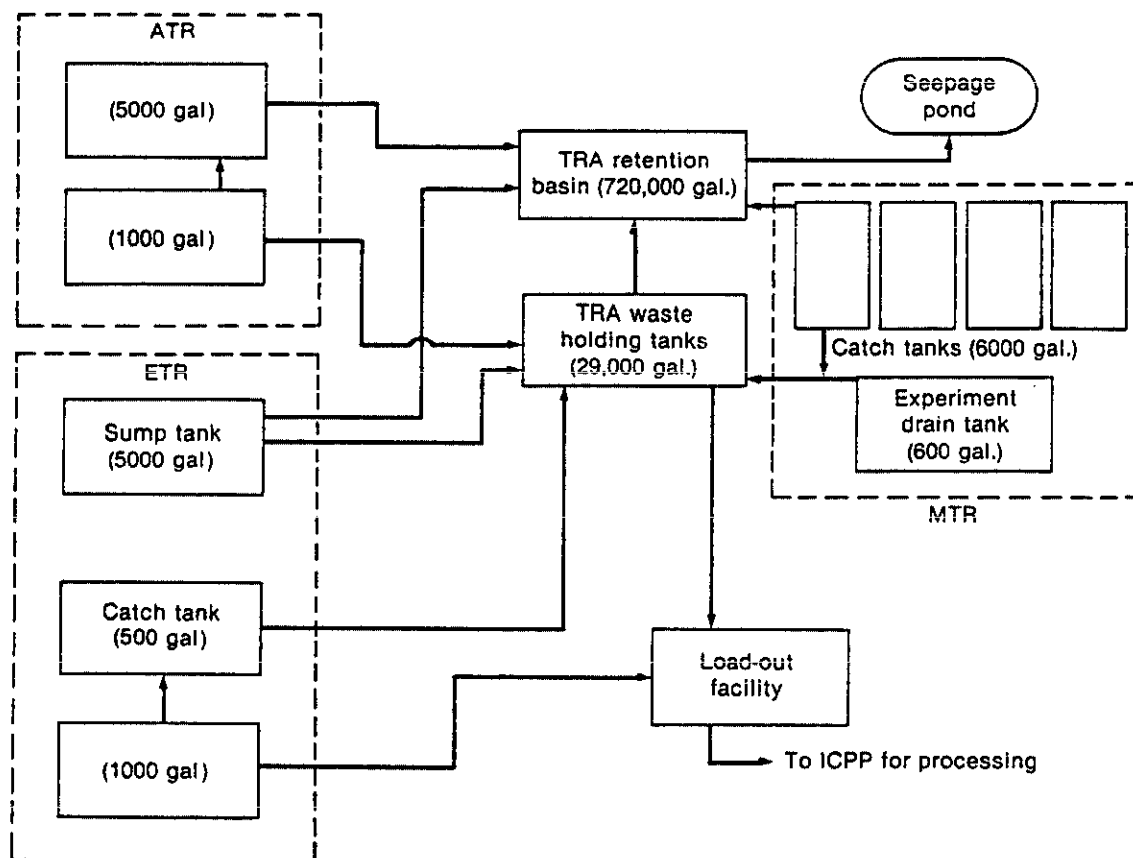 ATR
(5000 gal)
(1000 gal)
Seepage
pond
TRA retention
basin (720,000 gal.)
TRA waste
holding tanks
(29,000 gal.)
Catch tanks (6000 gal.)
Experiment
drain tank
(600 gal.)
MTR
ETR
Sump tank
(5000 gal)
Catch tank
(500 gal)
(1000 gal)
Load-out
facility
To ICPP for processing